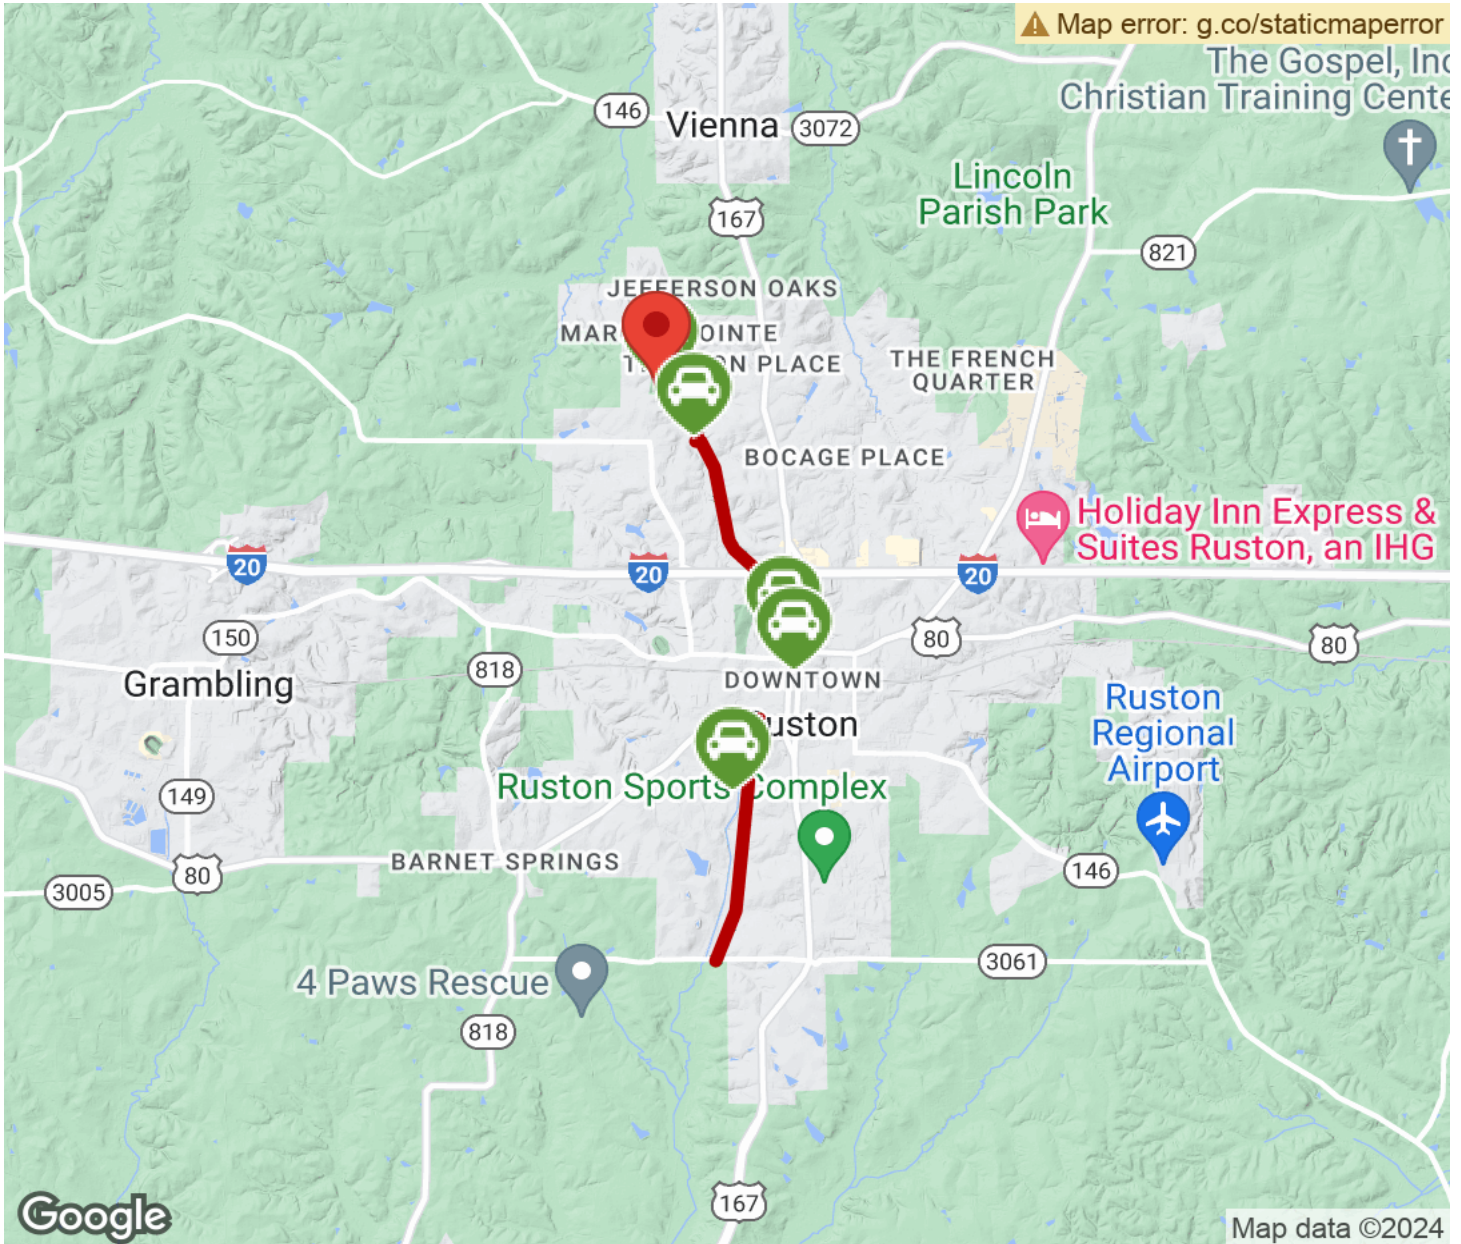 Map error: g.co/staticmaperror
The Gospel, Inc
Christian Training Cente
146
Vienna
3072
Lincoln
Parish Park
167
821
JEFFERSON OAKS
MAR
OINTE
ON PLACE
THE FRENCH
QUARTER
BOCAGE PLACE
Holiday Inn Express &
Suites Ruston, an IHG
20
20
20
150
80
80
818
Grambling
DOWNTOWN
Ruston
Regional
Airport
uston
Ruston Sports Complex
149
BARNET SPRINGS
80
3005
146
3061
4 Paws Rescue
818
167
Google
Map data ©2024